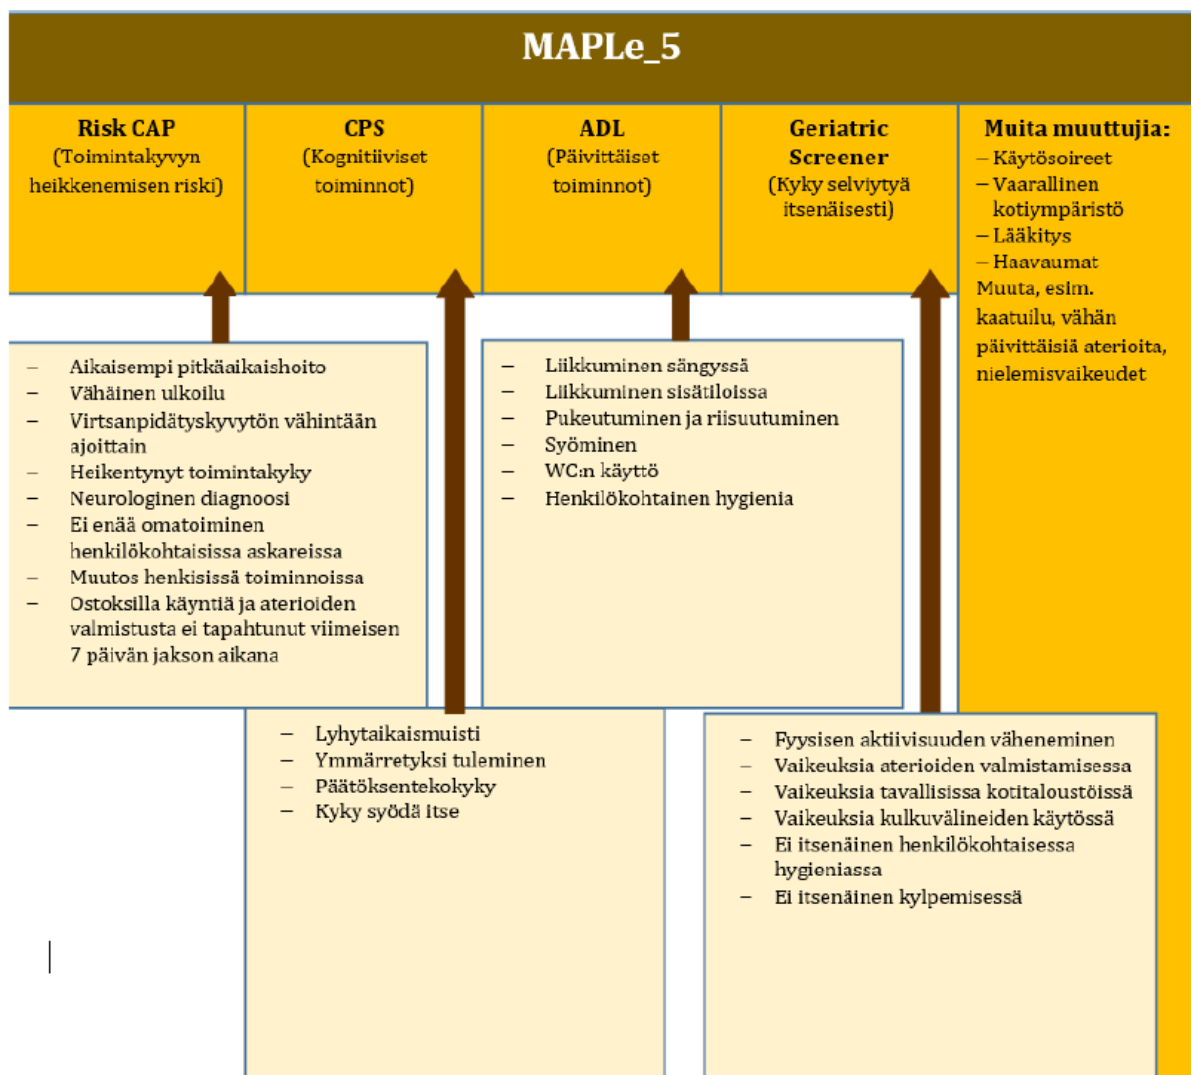 MAPLe_5
Risk CAP
(Toimintakyvyn
heikkenemisen riski)
CPS
(Kognitiiviset
toiminnot)
ADL
(Päivittäiset
toiminnot)
Geriatric
Screener
(Kyky selviytyä
itsenäisesti)
Muita muuttujia:
– Käytösoireet
– Vaarallinen
kotiympäristö
– Lääkitys
– Haavaumat
Muuta, esim.
kaatuilu, vähän
päivittäisiä aterioita,
nielemisvaikeudet
– Aikaisempi pitkäaikaishoito
– Vähäinen ulkoilu
– Virtsanpidätyskyvytön vähintään
ajoittain
– Heikentynyt toimintakyky
– Neurologinen diagnoosi
– Ei enää omatoiminen
henkilökohtaisissa askareissa
– Muutos henkisissä toiminnoissa
– Ostoksilla käyntiä ja aterioiden
valmistusta ei tapahtunut viimeisen
7 päivän jakson aikana
– Liikkuminen sängyssä
– Liikkuminen sisätiloissa
– Pukeutuminen ja riisuutuminen
– Syöminen
– WC:n käyttö
– Henkilökohtainen hygienia
– Lyhytaikaismuisti
– Ymmärretyksi tuleminen
– Päätöksentekokyky
– Kyky syödä itse
– Fyysisen aktiivisuuden väheneminen
– Vaikeuksia aterioiden valmistamisessa
– Vaikeuksia tavallisissa kotitaloustöissä
– Vaikeuksia kulkuvälineiden käytössä
– Ei itsenäinen henkilökohtaisessa
hygieniassa
– Ei itsenäinen kylpemisessä